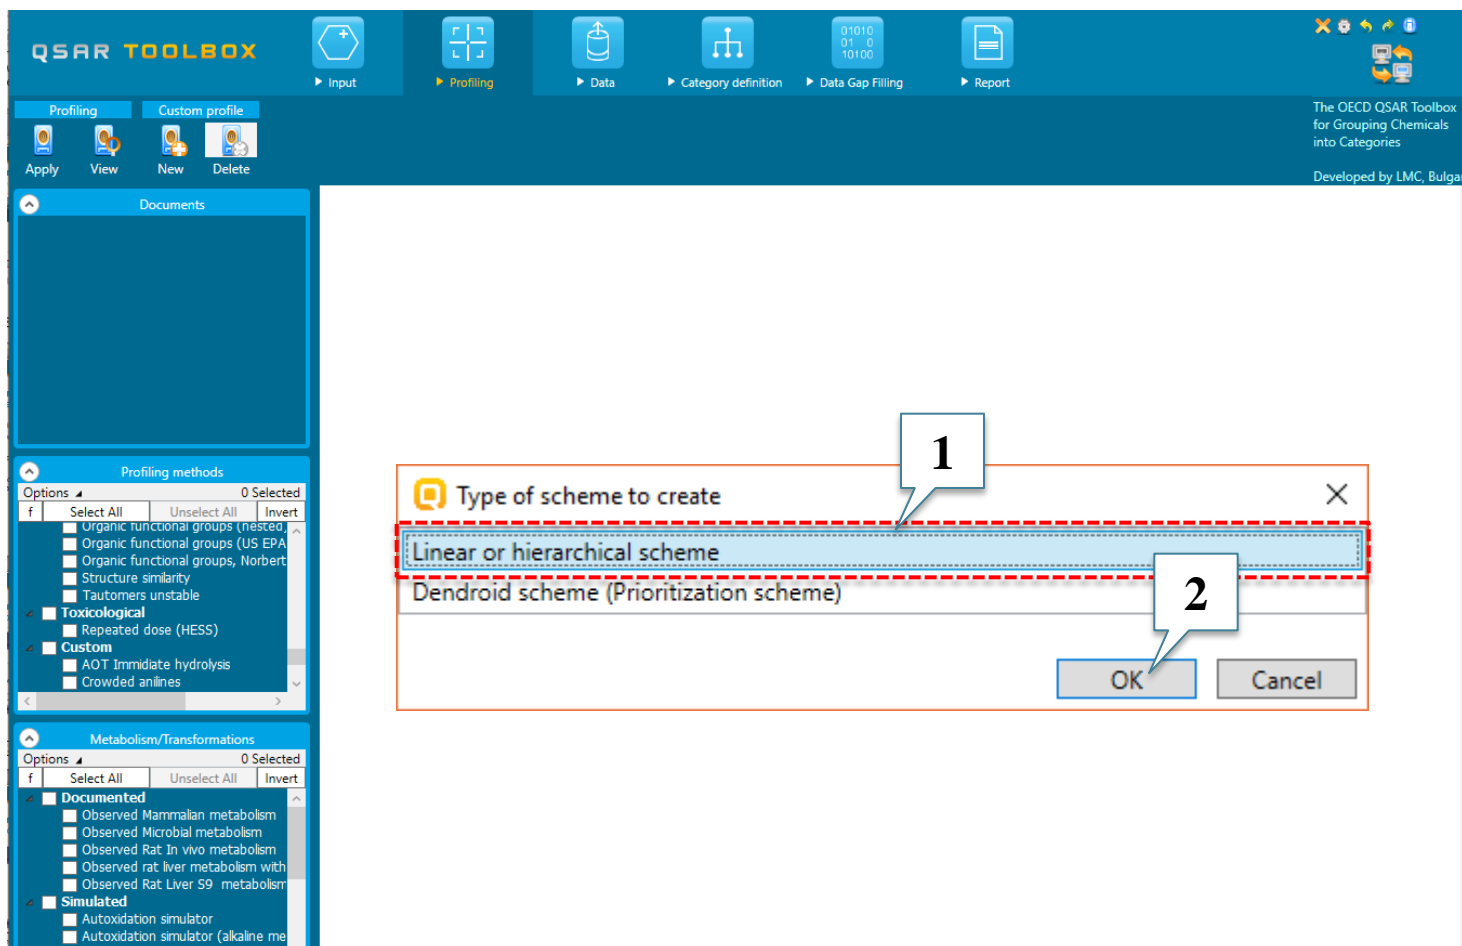 QSAR TOOLBOX
Input
Profiling
Data
Category definition
01010
01 0
10100
Data Gap Filling
Report
The OECD QSAR Toolbox
for Grouping Chemicals
into Categories
Developed by LMC, Bulga
Profiling
Custom profile
Apply
View
New
Delete
Documents
Profiling methods
Options
0 Selected
f
Select All
Unselect All
Invert
Organic functional groups (nested,
Organic functional groups (US EPA
Organic functional groups, Norbert
Structure similarity
Tautomers unstable
Toxicological
Repeated dose (HESS)
Custom
AOT Immidiate hydrolysis
Crowded anilines
Metabolism/Transformations
Options
0 Selected
f
Select All
Unselect All
Invert
Documented
Observed Mammalian metabolism
Observed Microbial metabolism
Observed Rat In vivo metabolism
Observed rat liver metabolism with
Observed Rat Liver S9 metabolism
Simulated
Autoxidation simulator
Autoxidation simulator (alkaline me
1
Type of scheme to create
Linear or hierarchical scheme
Dendroid scheme (Prioritization scheme)
2
OK
Cancel